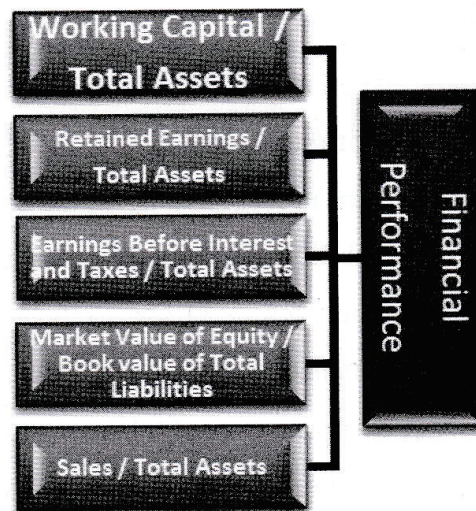 Working Capital /
Total Assets
Retained Earnings /
Total Assets
Earnings Before Interest
and Taxes / Total Assets
Market Value of Equity /
Book value of Total
Liabilities
Sales / Total Assets
Financial
Performance